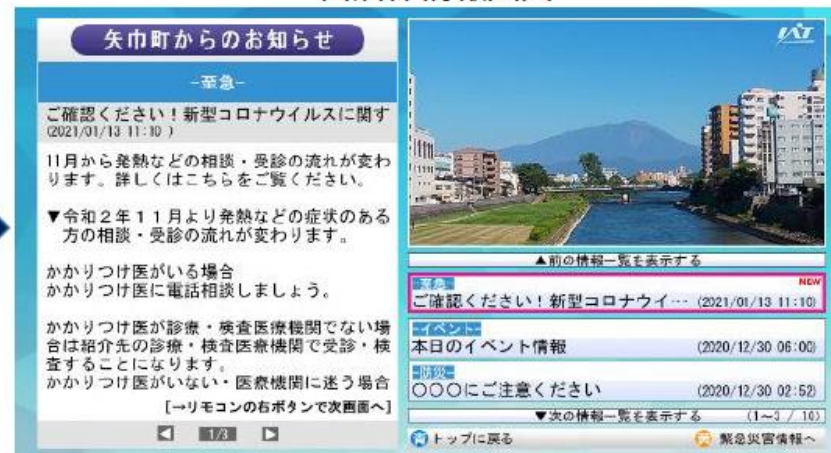 矢巾町からのお知らせ
-至急-
ご確認ください！新型コロナウイルスに関す
(2021/01/13 11:10 )
11月から発熱などの相談・受診の流れが変わ
ります。詳しくはこちらをご覧ください。
▼令和２年１１月より発熱などの症状のある
方の相談・受診の流れが変わります。
かかりつけ医がいる場合
かかりつけ医に電話相談しましょう。
かかりつけ医が診療・検査医療機関でない場
合は紹介先の診療・検査医療機関で受診・検
査することになります。
かかりつけ医がいない・医療機関に迷う場合
[→リモコンの右ボタンで次画面へ]
1/3
IAT
▲前の情報一覧を表示する
-至急-
NEW
ご確認ください！新型コロナウイ… (2021/01/13 11:10)
-イベント-
本日のイベント情報 (2020/12/30 06:00)
-防災-
〇〇〇にご注意ください (2020/12/30 02:52)
▼次の情報一覧を表示する (1～3 / 10)
トップに戻る 緊急災害情報へ